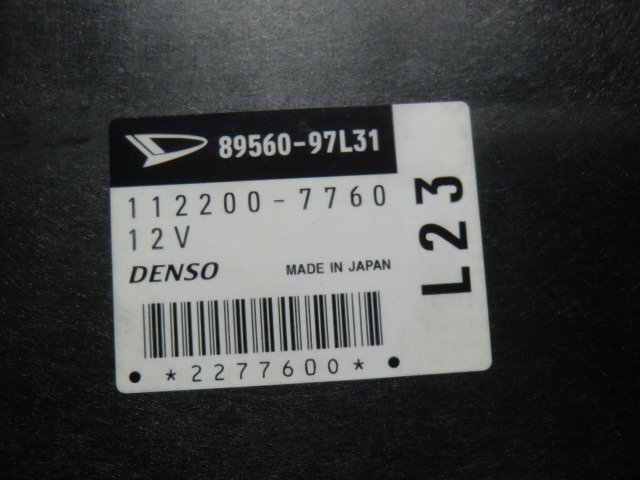 89560-97L31
112200-7760
12V
DENSO MADE IN JAPAN
*2277600*
L23